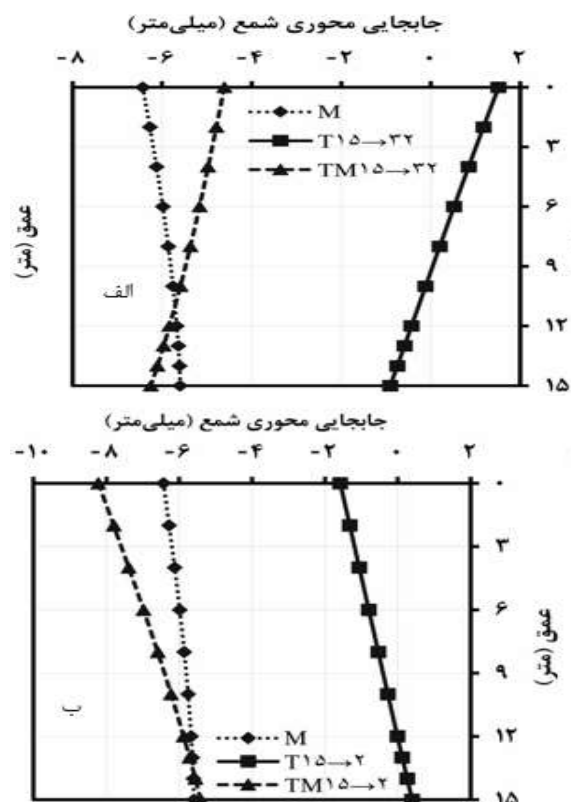 جابجایی محوری شمع (میلی‌متر)
-۸ -۶ -۴ -۲ ۰ ۲
۰
۳
۶
۹
۱۲
۱۵
عمق (متر)
M
T۱۵→۳۲
TM۱۵→۳۲
الف
جابجایی محوری شمع (میلی‌متر)
-۱۰ -۸ -۶ -۴ -۲ ۰ ۲
۰
۳
۶
۹
۱۲
۱۵
عمق (متر)
M
T۱۵→۲
TM۱۵→۲
ب